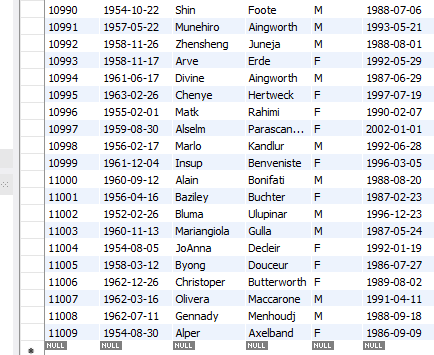 10990 1954-10-22 Shin Foote M 1988-07-06
10991 1957-05-22 Munehiro Aingworth M 1993-05-21
10992 1958-11-26 Zhensheng Juneja M 1988-08-01
10993 1958-11-17 Arve Erde F 1992-05-29
10994 1961-06-17 Divine Aingworth M 1987-06-29
10995 1963-02-26 Chenye Hertweck F 1997-07-19
10996 1955-02-01 Matk Rahimi F 1990-02-07
10997 1959-08-30 Alselm Parascan... F 2002-01-01
10998 1956-02-17 Marlo Kandlur M 1992-06-28
10999 1961-12-04 Insup Benveniste F 1996-03-05
11000 1960-09-12 Alain Bonifati M 1988-08-20
11001 1956-04-16 Baziley Buchter F 1987-02-23
11002 1952-02-26 Bluma Ulupinar M 1996-12-23
11003 1960-11-13 Mariangiola Gulla M 1987-05-24
11004 1954-08-05 JoAnna Decleir F 1992-01-19
11005 1958-03-12 Byong Douceur F 1986-07-27
11006 1962-12-26 Christoper Butterworth F 1989-08-02
11007 1962-03-16 Olivera Maccarone M 1991-04-11
11008 1962-07-11 Gennady Menhoudj M 1988-09-18
11009 1954-08-30 Alper Axelband F 1986-09-09
NULL NULL NULL NULL NULL NULL